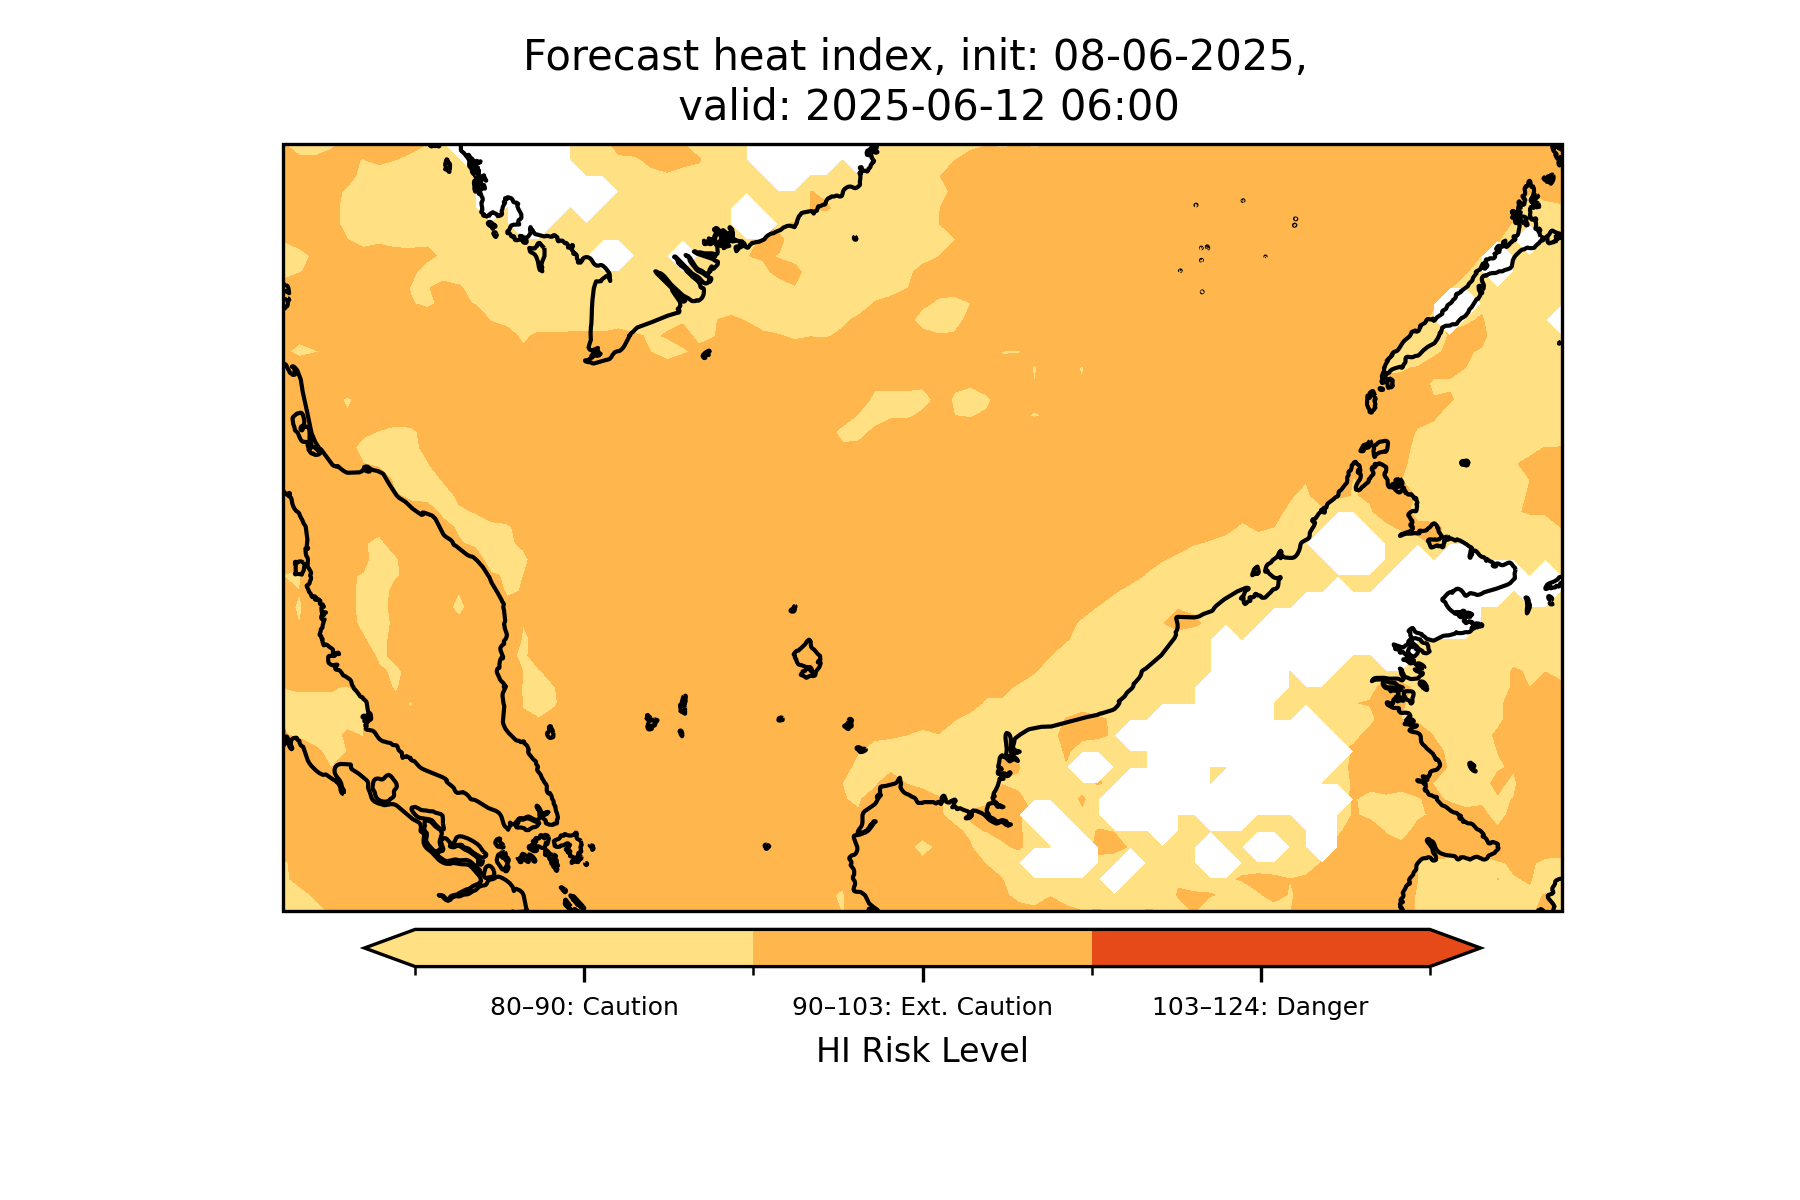 Forecast heat index, init: 08-06-2025,
valid: 2025-06-12 06:00
80–90: Caution
90–103: Ext. Caution
103–124: Danger
HI Risk Level